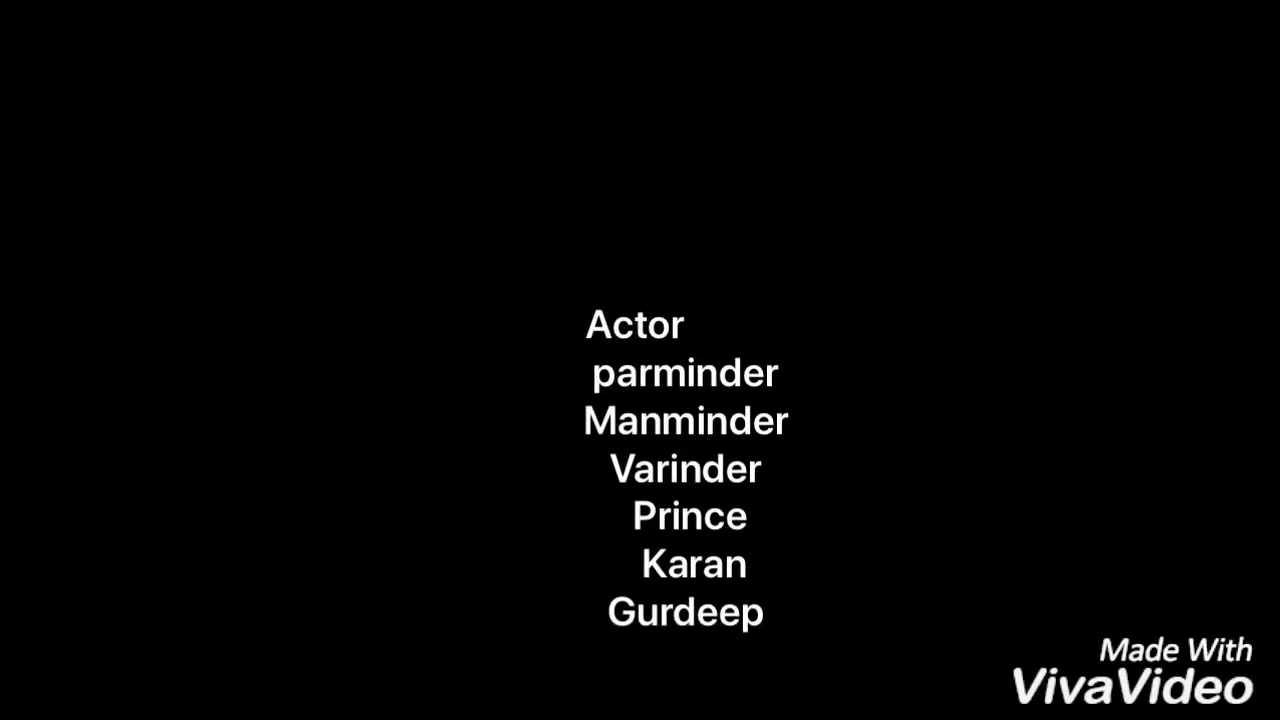 Actor
parminder
Manminder
Varinder
Prince
Karan
Gurdeep
Made With
VivaVideo